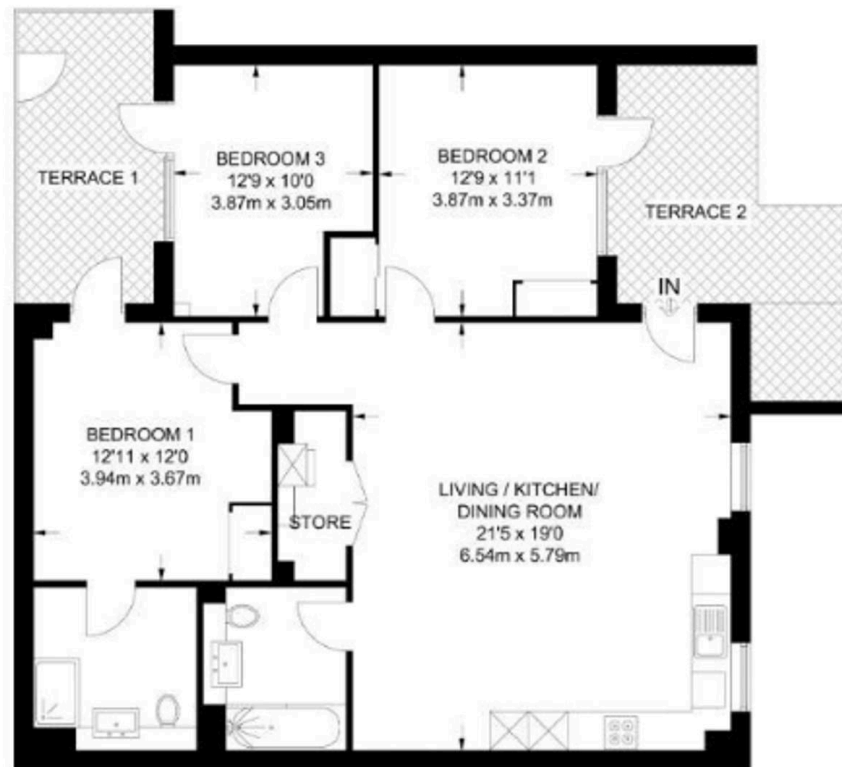 TERRACE 1
BEDROOM 3
12'9 x 10'0
3.87m x 3.05m
BEDROOM 2
12'9 x 11'1
3.87m x 3.37m
TERRACE 2
IN
BEDROOM 1
12'11 x 12'0
3.94m x 3.67m
STORE
LIVING / KITCHEN/
DINING ROOM
21'5 x 19'0
6.54m x 5.79m